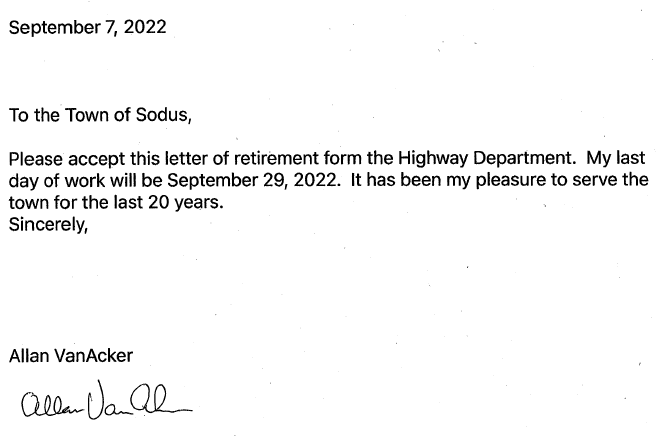 September 7, 2022
To the Town of Sodus,
Please accept this letter of retirement form the Highway Department.  My last
day of work will be September 29, 2022.  It has been my pleasure to serve the
town for the last 20 years.
Sincerely,
Allan VanAcker
Allan Van